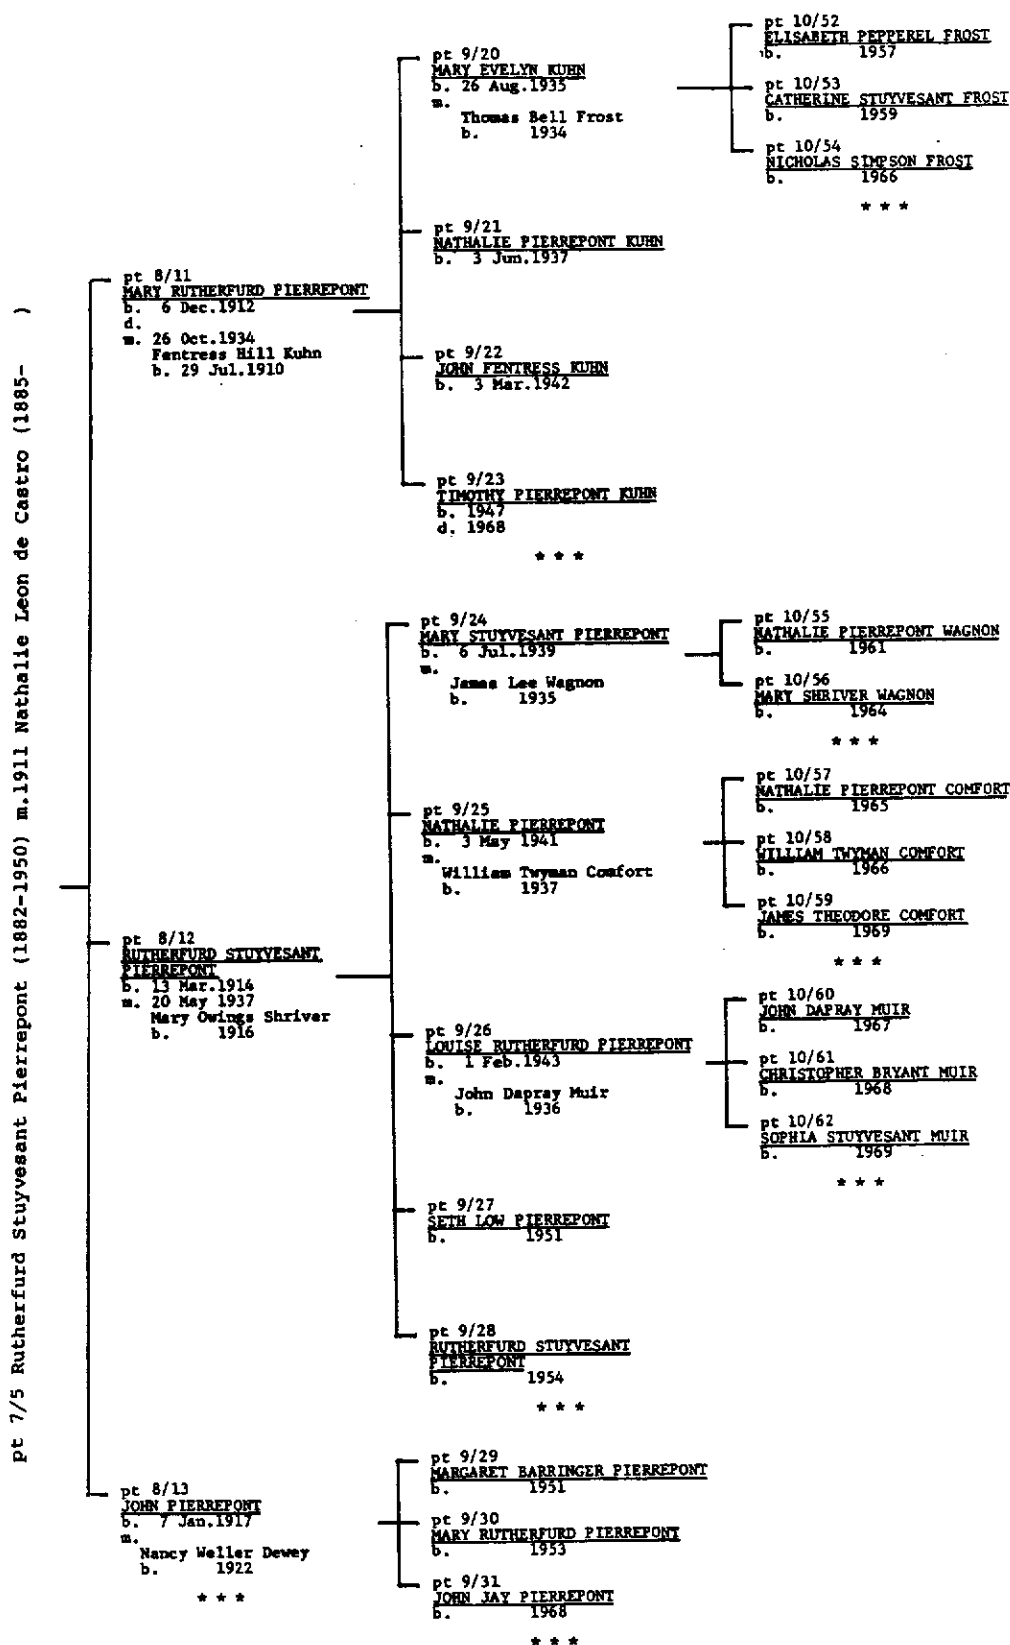 pt 7/5 Rutherfurd Stuyvesant Pierrepont (1882-1950) m.1911 Nathalie Leon de Castro (1885- )
pt 8/11
MARY RUTHERFURD PIERREPONT
b. 6 Dec.1912
d.
m. 26 Oct.1934
Fentress Hill Kuhn
b. 29 Jul.1910
pt 9/20
MARY EVELYN KUHN
b. 26 Aug.1935
m.
Thomas Bell Frost
b. 1934
pt 10/52
ELISABETH PEPPEREL FROST
b. 1957
pt 10/53
CATHERINE STUYVESANT FROST
b. 1959
pt 10/54
NICHOLAS SIMPSON FROST
b. 1966
* * *
pt 9/21
NATHALIE PIERREPONT KUHN
b. 3 Jun.1937
pt 9/22
JOHN FENTRESS KUHN
b. 3 Mar.1942
pt 9/23
TIMOTHY PIERREPONT KUHN
b. 1947
d. 1968
* * *
pt 8/12
RUTHERFURD STUYVESANT
PIERREPONT
b. 13 Mar.1914
m. 20 May 1937
Mary Owings Shriver
b. 1916
pt 9/24
MARY STUYVESANT PIERREPONT
b. 6 Jul.1939
m.
James Lee Wagnon
b. 1935
pt 10/55
NATHALIE PIERREPONT WAGNON
b. 1961
pt 10/56
MARY SHRIVER WAGNON
b. 1964
* * *
pt 9/25
NATHALIE PIERREPONT
b. 3 May 1941
m.
William Twyman Comfort
b. 1937
pt 10/57
NATHALIE PIERREPONT COMFORT
b. 1965
pt 10/58
WILLIAM TWYMAN COMFORT
b. 1966
pt 10/59
JAMES THEODORE COMFORT
b. 1969
* * *
pt 9/26
LOUISE RUTHERFURD PIERREPONT
b. 1 Feb.1943
m.
John Dapray Muir
b. 1936
pt 10/60
JOHN DAPRAY MUIR
b. 1967
pt 10/61
CHRISTOPHER BRYANT MUIR
b. 1968
pt 10/62
SOPHIA STUYVESANT MUIR
b. 1969
* * *
pt 9/27
SETH LOW PIERREPONT
b. 1951
pt 9/28
RUTHERFURD STUYVESANT
PIERREPONT
b. 1954
* * *
pt 8/13
JOHN PIERREPONT
b. 7 Jan.1917
m.
Nancy Weller Dewey
b. 1922
* * *
pt 9/29
MARGARET BARRINGER PIERREPONT
b. 1951
pt 9/30
MARY RUTHERFURD PIERREPONT
b. 1953
pt 9/31
JOHN JAY PIERREPONT
b. 1968
* * *